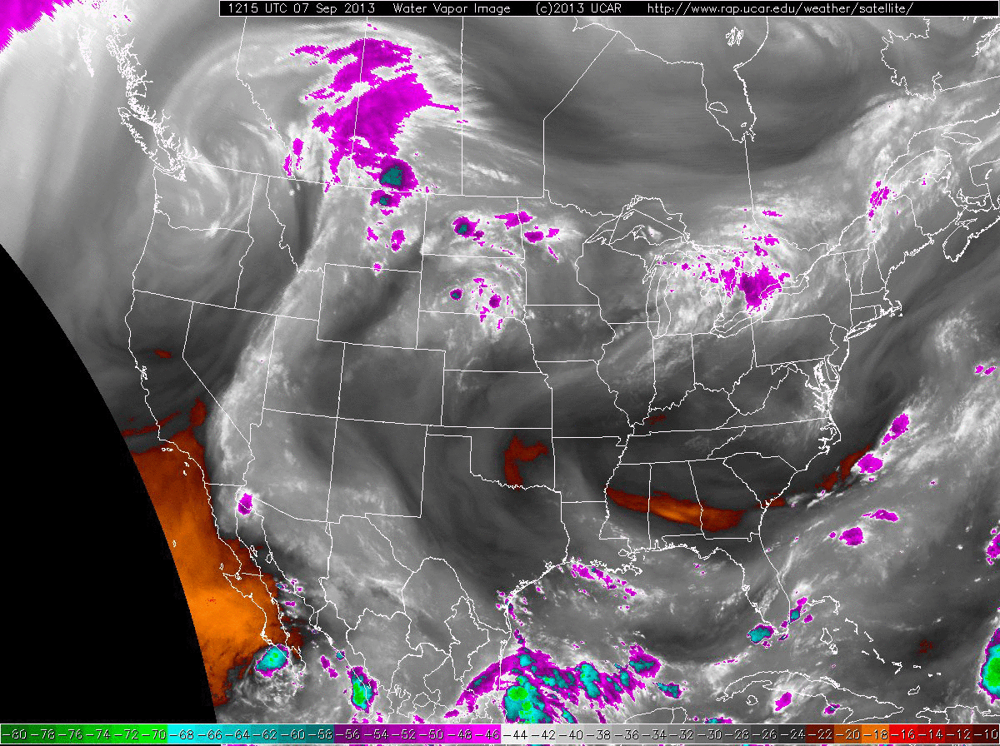 1215 UTC 07 Sep 2013 Water Vapor Image (c)2013 UCAR http://www.rap.ucar.edu/weather/satellite/
-80 -78 -76 -74 -72 -70 -68 -66 -64 -62 -60 -58 -56 -54 -52 -50 -48 -46 -44 -42 -40 -38 -36 -34 -32 -30 -28 -26 -24 -22 -20 -18 -16 -14 -12 -10